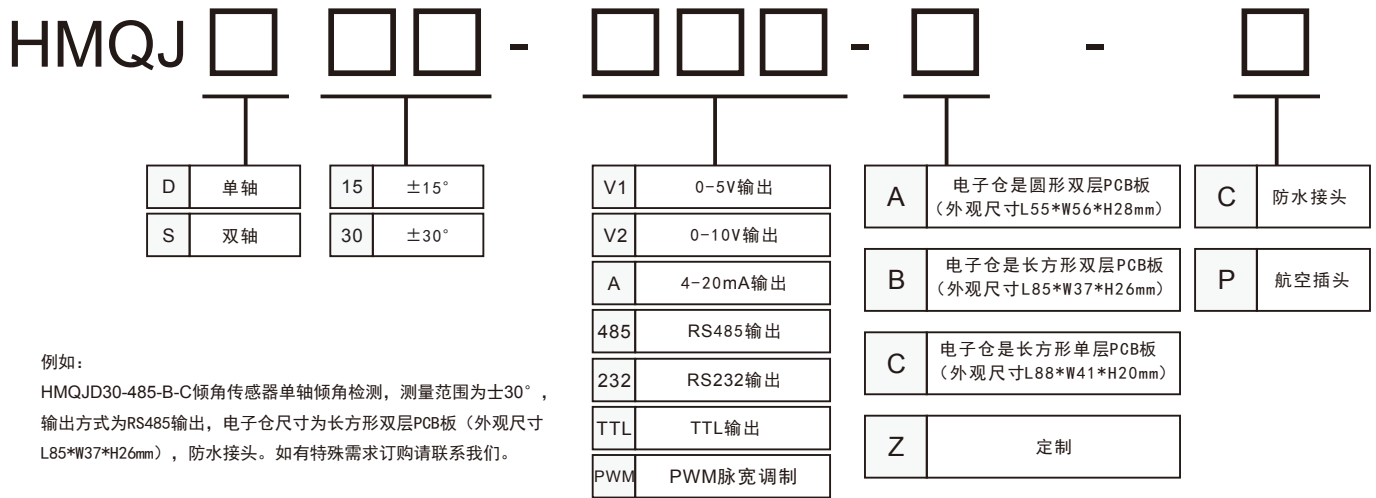 HMQJ□ □□ - □□□ - □ - □
D 单轴
S 双轴
15 ±15°
30 ±30°
V1 0-5V输出
V2 0-10V输出
A 4-20mA输出
485 RS485输出
232 RS232输出
TTL TTL输出
PWM PWM脉宽调制
A 电子仓是圆形双层PCB板
（外观尺寸L55*W56*H28mm）
B 电子仓是长方形双层PCB板
（外观尺寸L85*W37*H26mm）
C 电子仓是长方形单层PCB板
（外观尺寸L88*W41*H20mm）
Z 定制
C 防水接头
P 航空插头
例如：
HMQJD30-485-B-C倾角传感器单轴倾角检测，测量范围为士30°，
输出方式为RS485输出，电子仓尺寸为长方形双层PCB板（外观尺寸
L85*W37*H26mm），防水接头。如有特殊需求订购请联系我们。